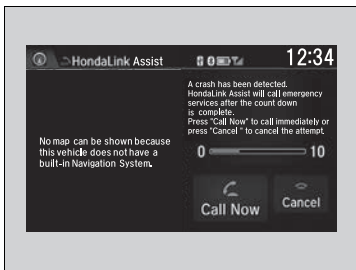 HondaLink Assist
12:34
A crash has been detected.
HondaLink Assist will call emergency
services after the count down
is complete.
Press "Call Now" to call immediately or
press "Cancel " to cancel the attempt.
No map can be shown because
this vehicle does not have a
built-in Navigation System.
0 10
Call Now
Cancel